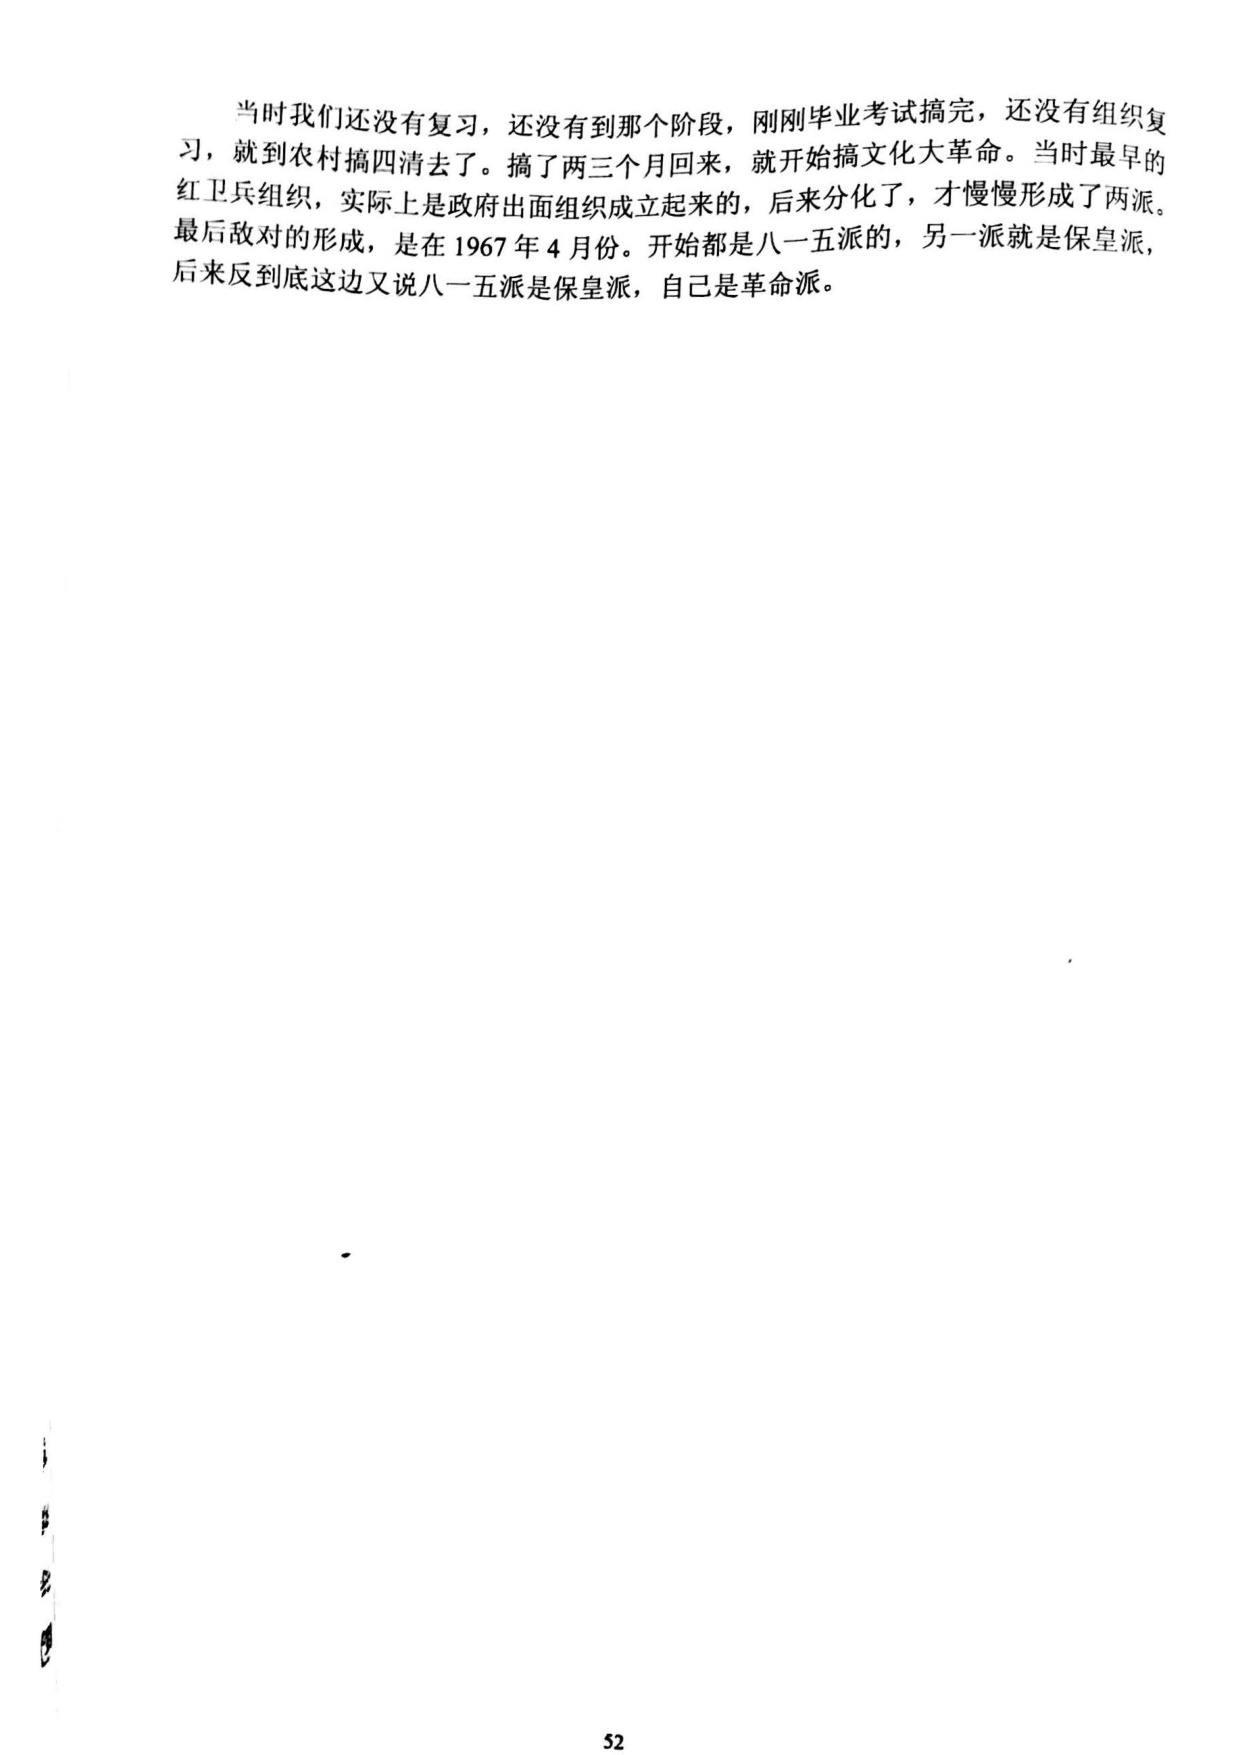 当时我们还没有复习，还没有到那个阶段，刚刚毕业考试搞完，还没有组织复
习，就到农村搞四清去了。搞了两三个月回来，就开始搞文化大革命。当时最早的
红卫兵组织，实际上是政府出面组织成立起来的，后来分化了，才慢慢形成了两派。
最后敌对的形成，是在 1967 年 4 月份。开始都是八一五派的，另一派就是保皇派，
后来反到底这边又说八一五派是保皇派，自己是革命派。
52